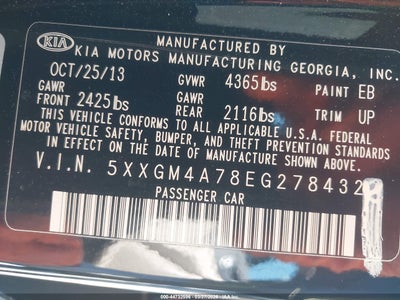 KIA
MANUFACTURED BY
KIA MOTORS MANUFACTURING GEORGIA, INC.
OCT/25/13 GVWR 4365lbs PAINT EB
GAWR FRONT 2425lbs GAWR REAR 2116lbs TRIM UP
THIS VEHICLE CONFORMS TO ALL APPLICABLE U.S.A. FEDERAL
MOTOR VEHICLE SAFETY, BUMPER, AND THEFT PREVENTION STANDARDS
IN EFFECT ON THE DATE OF MANUFACTURE SHOWN ABOVE.
V.I.N. 5XXGM4A78EG278432
PASSENGER CAR